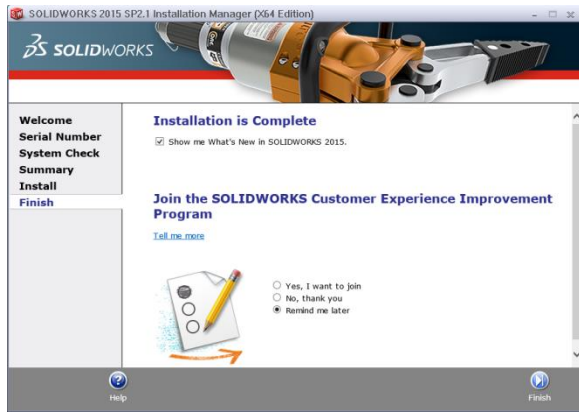 SOLIDWORKS 2015 SP2.1 Installation Manager (X64 Edition)
SOLIDWORKS
Welcome
Serial Number
System Check
Summary
Install
Finish
Installation is Complete
Show me What's New in SOLIDWORKS 2015.
Join the SOLIDWORKS Customer Experience Improvement
Program
Tell me more
Yes, I want to join
No, thank you
Remind me later
Help
Finish